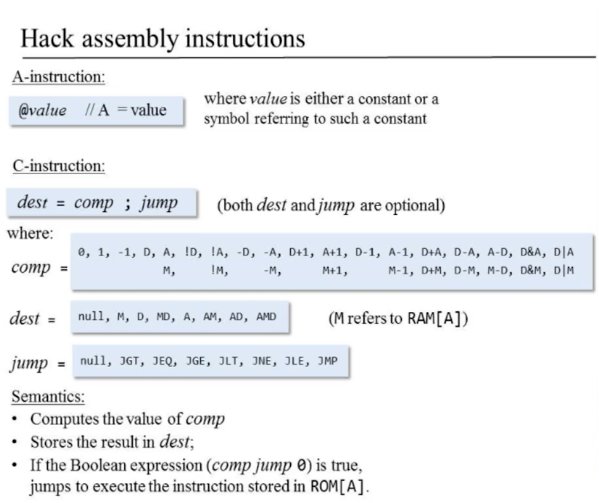 Hack assembly instructions
A-instruction:
@value // A = value
where value is either a constant or a
symbol referring to such a constant
C-instruction:
dest = comp ; jump
(both dest and jump are optional)
where:
comp =
0, 1, -1, D, A, !D, !A, -D, -A, D+1, A+1, D-1, A-1, D+A, D-A, A-D, D&A, D|A
M, !M, -M, M+1, M-1, D+M, D-M, M-D, D&M, D|M
dest = null, M, D, MD, A, AM, AD, AMD
(M refers to RAM[A])
jump = null, JGT, JEQ, JGE, JLT, JNE, JLE, JMP
Semantics:
• Computes the value of comp
• Stores the result in dest;
• If the Boolean expression (comp jump 0) is true,
jumps to execute the instruction stored in ROM[A].